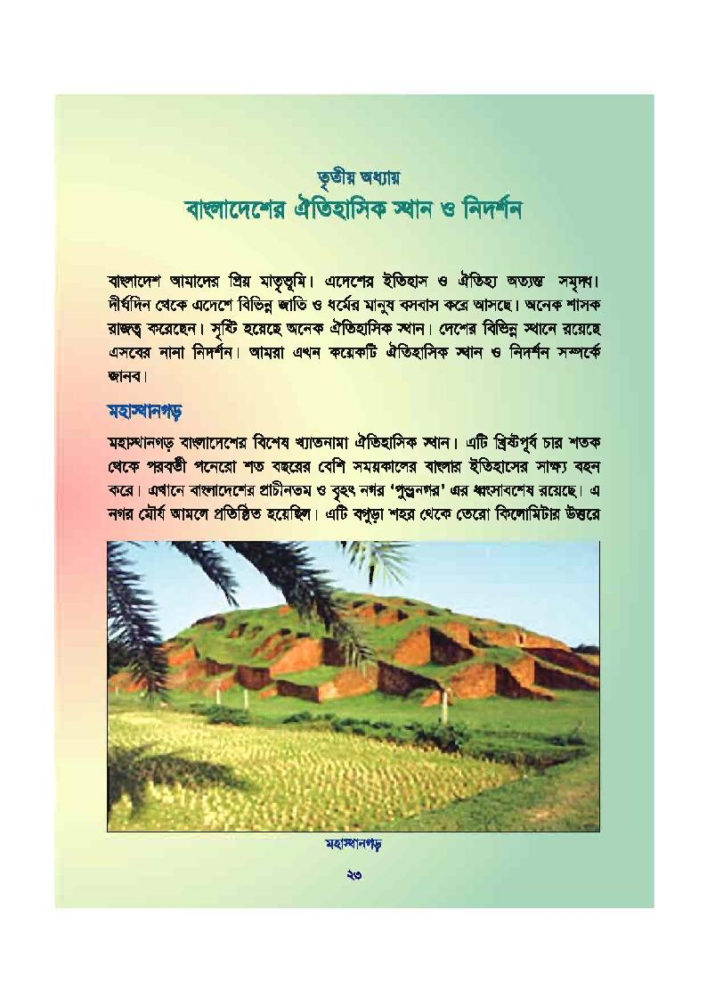 তৃতীয় অধ্যায়
বাংলাদেশের ঐতিহাসিক স্থান ও নিদর্শন
বাংলাদেশ আমাদের প্রিয় মাতৃভূমি। এদেশের ইতিহাস ও ঐতিহ্য অত্যন্ত সমৃদ্ধ।
দীর্ঘদিন থেকে এদেশে বিভিন্ন জাতি ও ধর্মের মানুষ বসবাস করে আসছে। অনেক শাসক
রাজত্ব করেছেন। সৃষ্টি হয়েছে অনেক ঐতিহাসিক স্থান। দেশের বিভিন্ন স্থানে রয়েছে
এসবের নানা নিদর্শন। আমরা এখন কয়েকটি ঐতিহাসিক স্থান ও নিদর্শন সম্পর্কে
জানব।
মহাস্থানগড়
মহাস্থানগড় বাংলাদেশের বিশেষ খ্যাতনামা ঐতিহাসিক স্থান। এটি খ্রিষ্টপূর্ব চার শতক
থেকে পরবর্তী পনেরো শত বছরের বেশি সময়কালের বাংলার ইতিহাসের সাক্ষ্য বহন
করে। এখানে বাংলাদেশের প্রাচীনতম ও বৃহৎ নগর ‘পুন্ড্রনগর’ এর ধ্বংসাবশেষ রয়েছে। এ
নগর মৌর্য আমলে প্রতিষ্ঠিত হয়েছিল। এটি বগুড়া শহর থেকে তেরো কিলোমিটার উত্তরে
মহাস্থানগড়
২৩